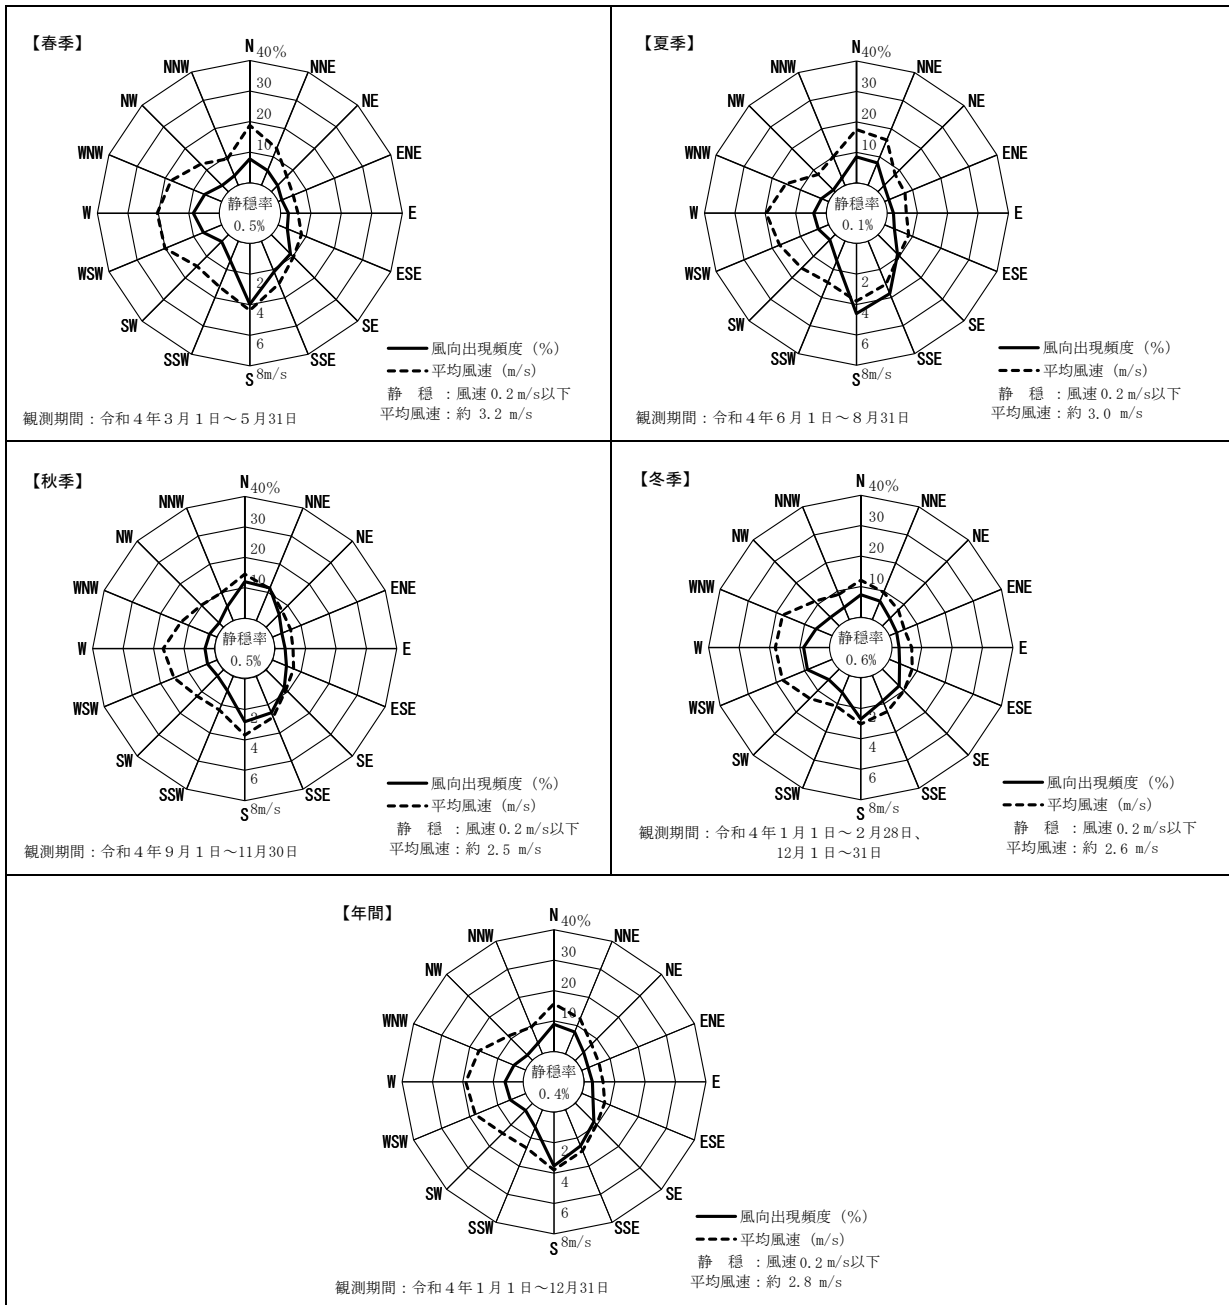 【春季】
N
40%
NNW
NNE
30
NW
NE
20
WNW
10
ENE
静穏率
W
E
0.5%
WSW
2
ESE
4
SW
SE
6
SSW
SSE
S
8m/s
風向出現頻度 (%)
平均風速 (m/s)
静　穏 ：風速 0.2 m/s以下
平均風速：約 3.2 m/s
観測期間：令和４年３月１日～５月31日
【夏季】
N
40%
NNW
NNE
30
NW
NE
20
WNW
10
ENE
静穏率
W
E
0.1%
WSW
2
ESE
4
SW
SE
6
SSW
SSE
S
8m/s
風向出現頻度 (%)
平均風速 (m/s)
静　穏 ：風速 0.2 m/s以下
平均風速：約 3.0 m/s
観測期間：令和４年６月１日～８月31日
【秋季】
N
40%
NNW
NNE
30
NW
NE
20
WNW
10
ENE
静穏率
W
E
0.5%
WSW
2
ESE
4
SW
SE
6
SSW
SSE
S
8m/s
風向出現頻度 (%)
平均風速 (m/s)
静　穏 ：風速 0.2 m/s以下
平均風速：約 2.5 m/s
観測期間：令和４年９月１日～11月30日
【冬季】
N
40%
NNW
NNE
30
NW
NE
20
WNW
10
ENE
静穏率
W
E
0.6%
WSW
2
ESE
4
SW
SE
6
SSW
SSE
S
8m/s
風向出現頻度 (%)
平均風速 (m/s)
静　穏 ：風速 0.2 m/s以下
平均風速：約 2.6 m/s
観測期間：令和４年１月１日～２月28日、
12月１日～31日
【年間】
N
40%
NNW
NNE
30
NW
NE
20
WNW
10
ENE
静穏率
W
E
0.4%
WSW
2
ESE
4
SW
SE
6
SSW
SSE
S
8m/s
風向出現頻度 (%)
平均風速 (m/s)
静　穏 ：風速 0.2 m/s以下
平均風速：約 2.8 m/s
観測期間：令和４年１月１日～12月31日